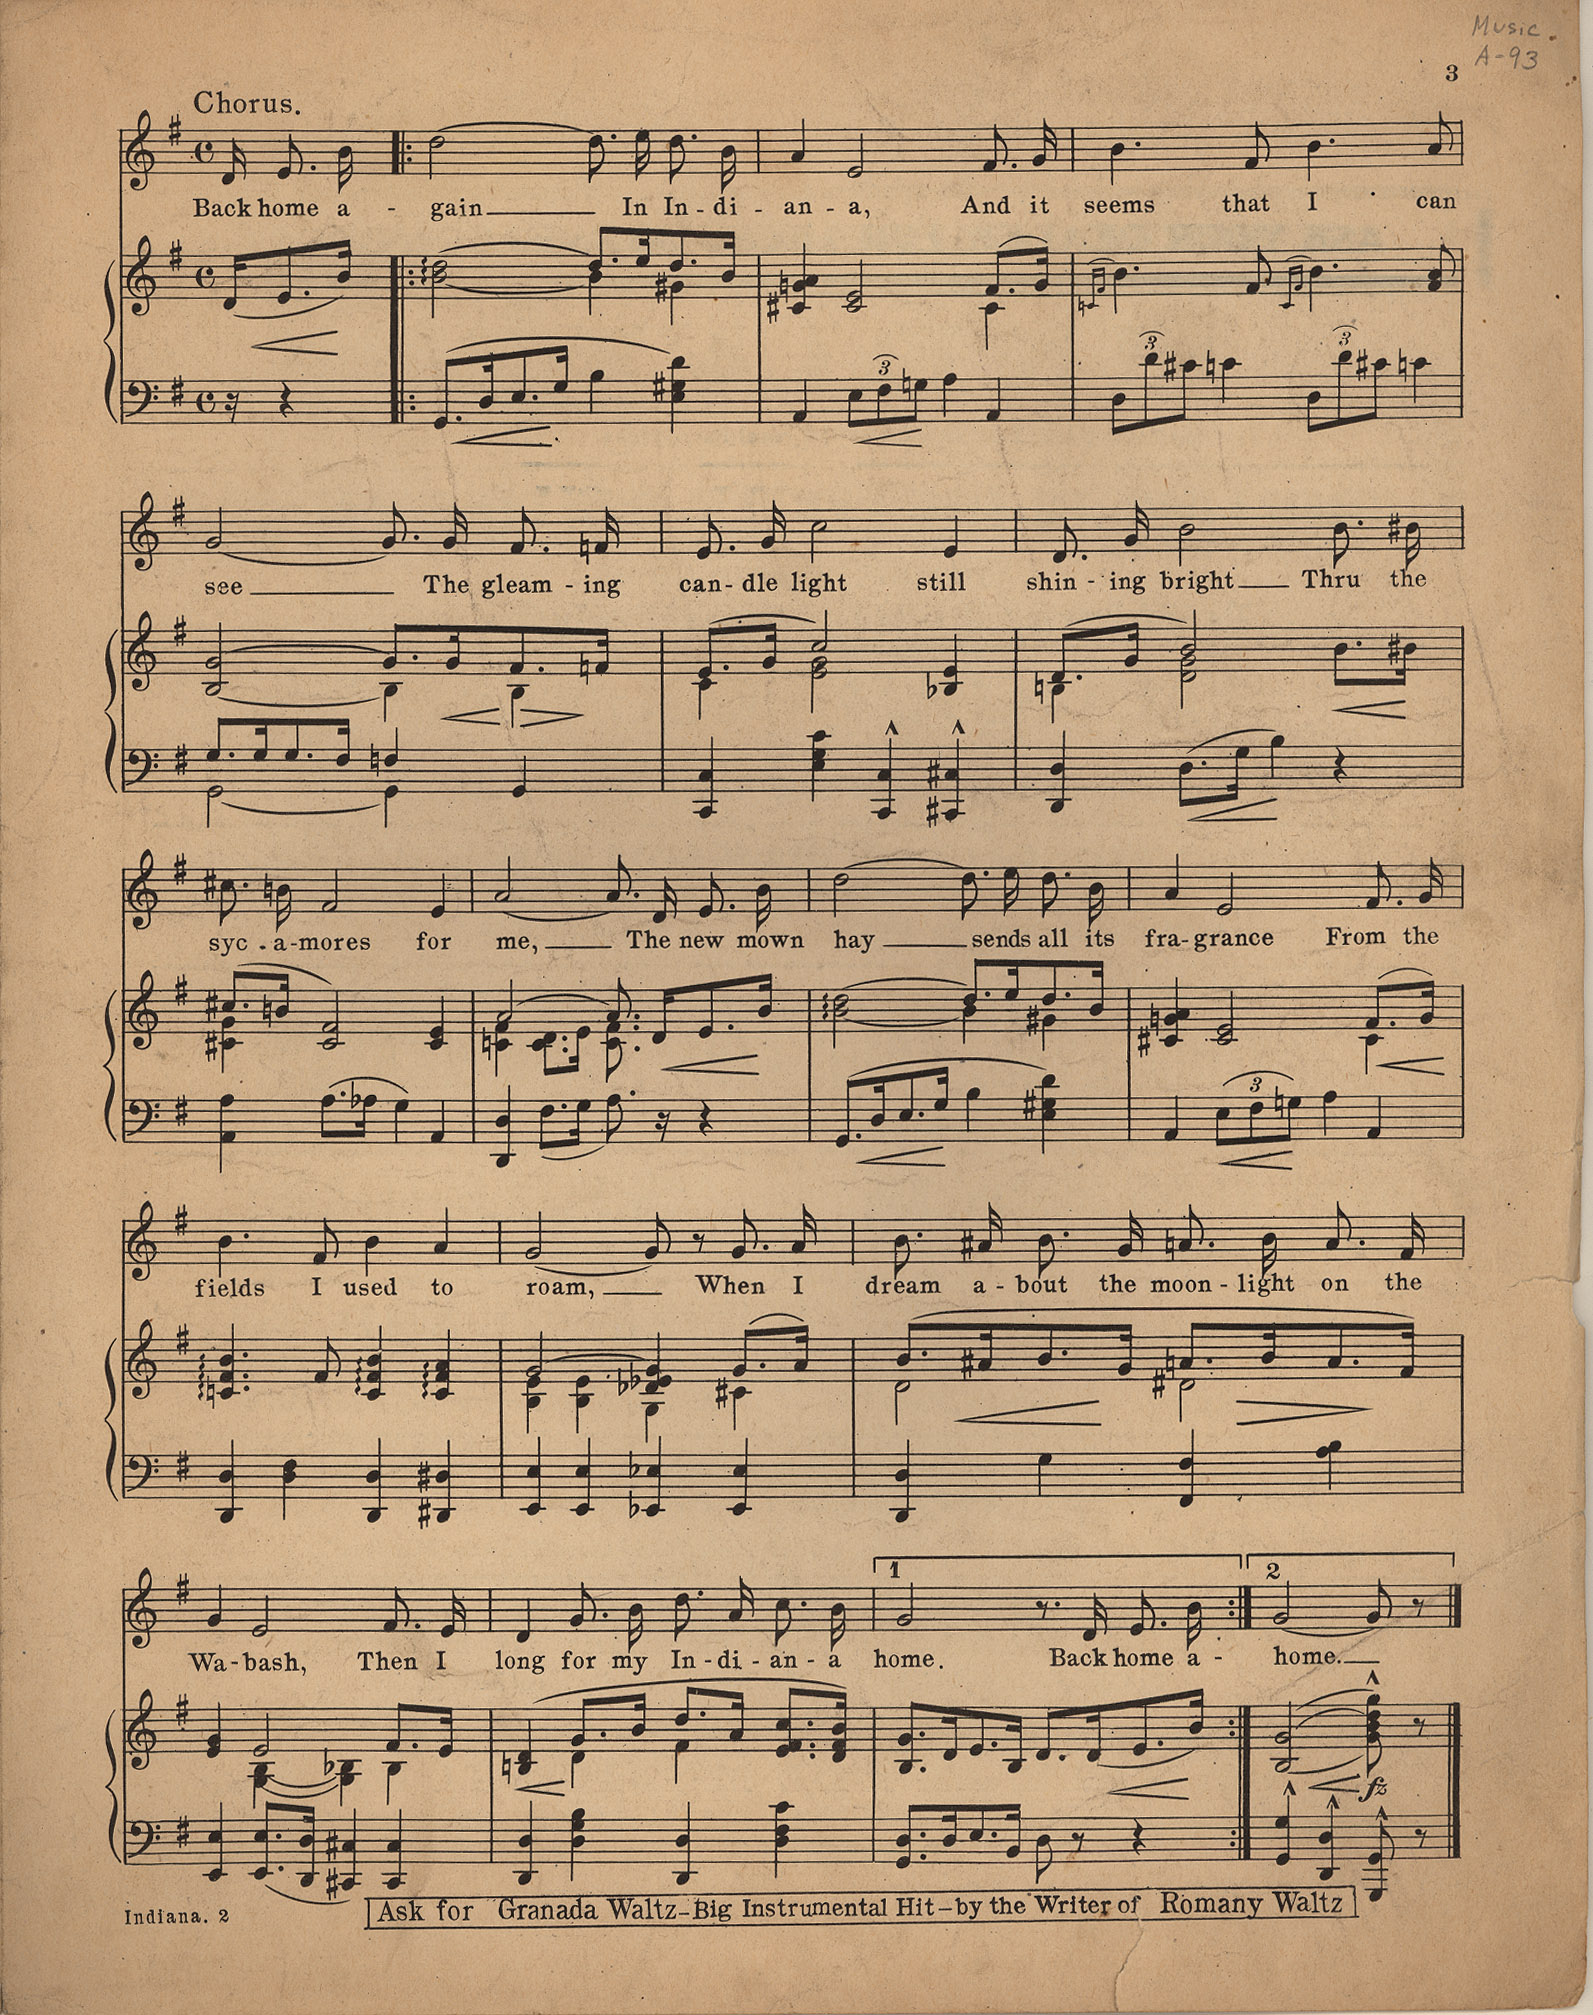 Music.
A-93
3
Chorus.
Back home a - gain In In - di - an - a, And it seems that I can
3
3
3
see The gleam - ing can - dle light still shin - ing bright Thru the
syc - a - mores for me, The new mown hay sends all its fra - grance From the
3
fields I used to roam, When I dream a - bout the moon - light on the
1
2
Wa - bash, Then I long for my In - di - an - a home. Back home a - home.
fz
Indiana. 2
Ask for Granada Waltz - Big Instrumental Hit - by the Writer of Romany Waltz